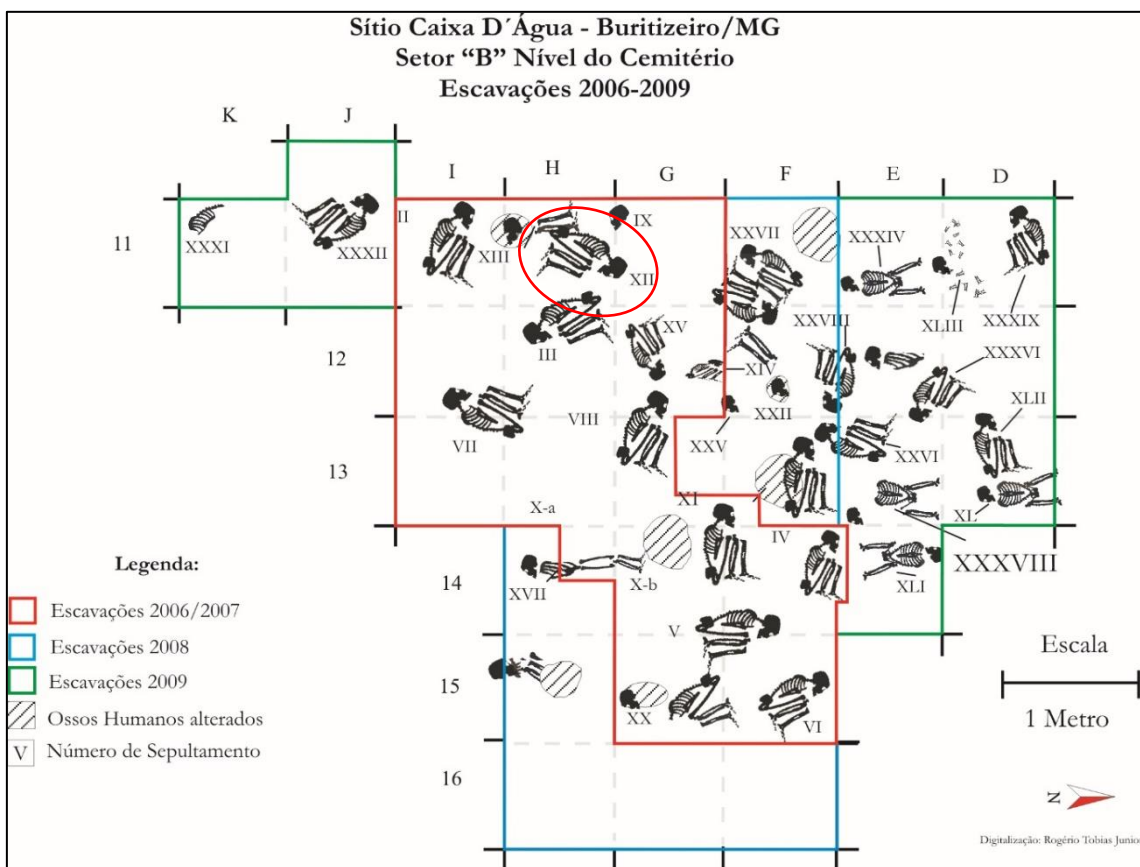 Sítio Caixa D´Água - Buritizeiro/MG
Setor “B” Nível do Cemitério
Escavações 2006-2009
K
J
I
H
G
F
E
D
11
12
13
14
15
16
XXXI
XXXII
II
XIII
IX
XII
XXVII
XXXIV
XLIII
XXXIX
III
XV
XIV
XXVIII
XXXVI
XXII
XLII
VII
VIII
XXV
XXVI
XI
XL
X-a
IV
XXXVIII
XVII
X-b
XLI
V
XX
VI
Legenda:
Escavações 2006/2007
Escavações 2008
Escavações 2009
Ossos Humanos alterados
V Número de Sepultamento
Escala
1 Metro
N
Digitalização: Rogério Tobias Junior